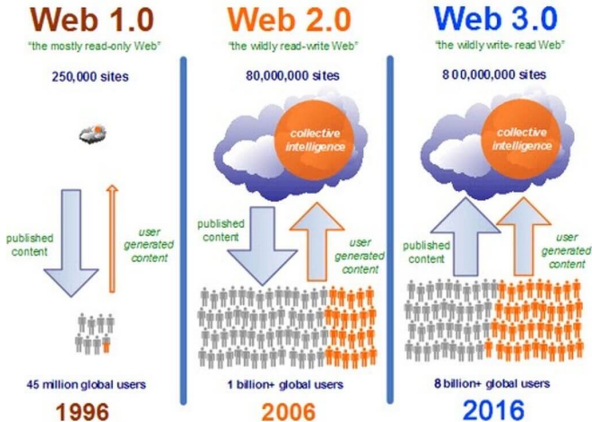 Web 1.0
"the mostly read-only Web"
250,000 sites
published
content
user
generated
content
45 million global users
1996
Web 2.0
"the wildly read-write Web"
80,000,000 sites
collective
intelligence
published
content
user
generated
content
1 billion+ global users
2006
Web 3.0
"the wildly write- read Web"
800,000,000 sites
collective
intelligence
published
content
user
generated
content
8 billion+ global users
2016